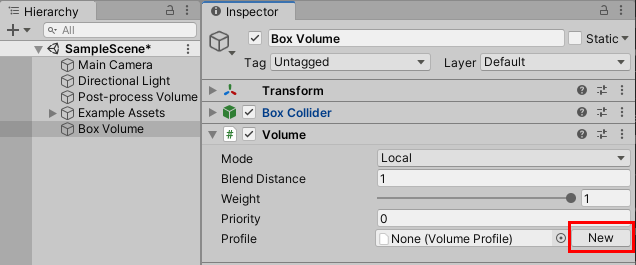 Hierarchy
All
SampleScene*
Main Camera
Directional Light
Post-process Volume
Example Assets
Box Volume
Inspector
Box Volume Static
Tag Untagged Layer Default
Transform
Box Collider
# Volume
Mode Local
Blend Distance 1
Weight 1
Priority 0
Profile None (Volume Profile) New